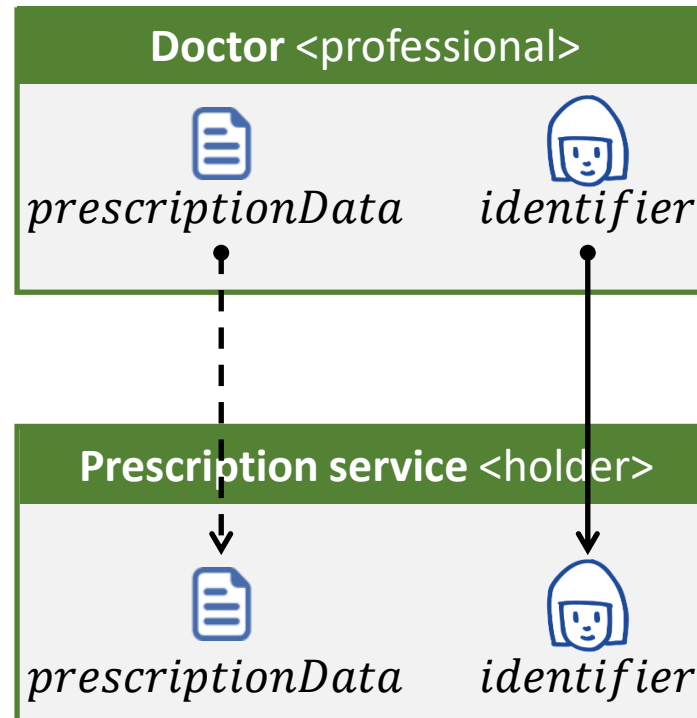 Doctor <professional>
prescriptionData identifier
Prescription service <holder>
prescriptionData identifier